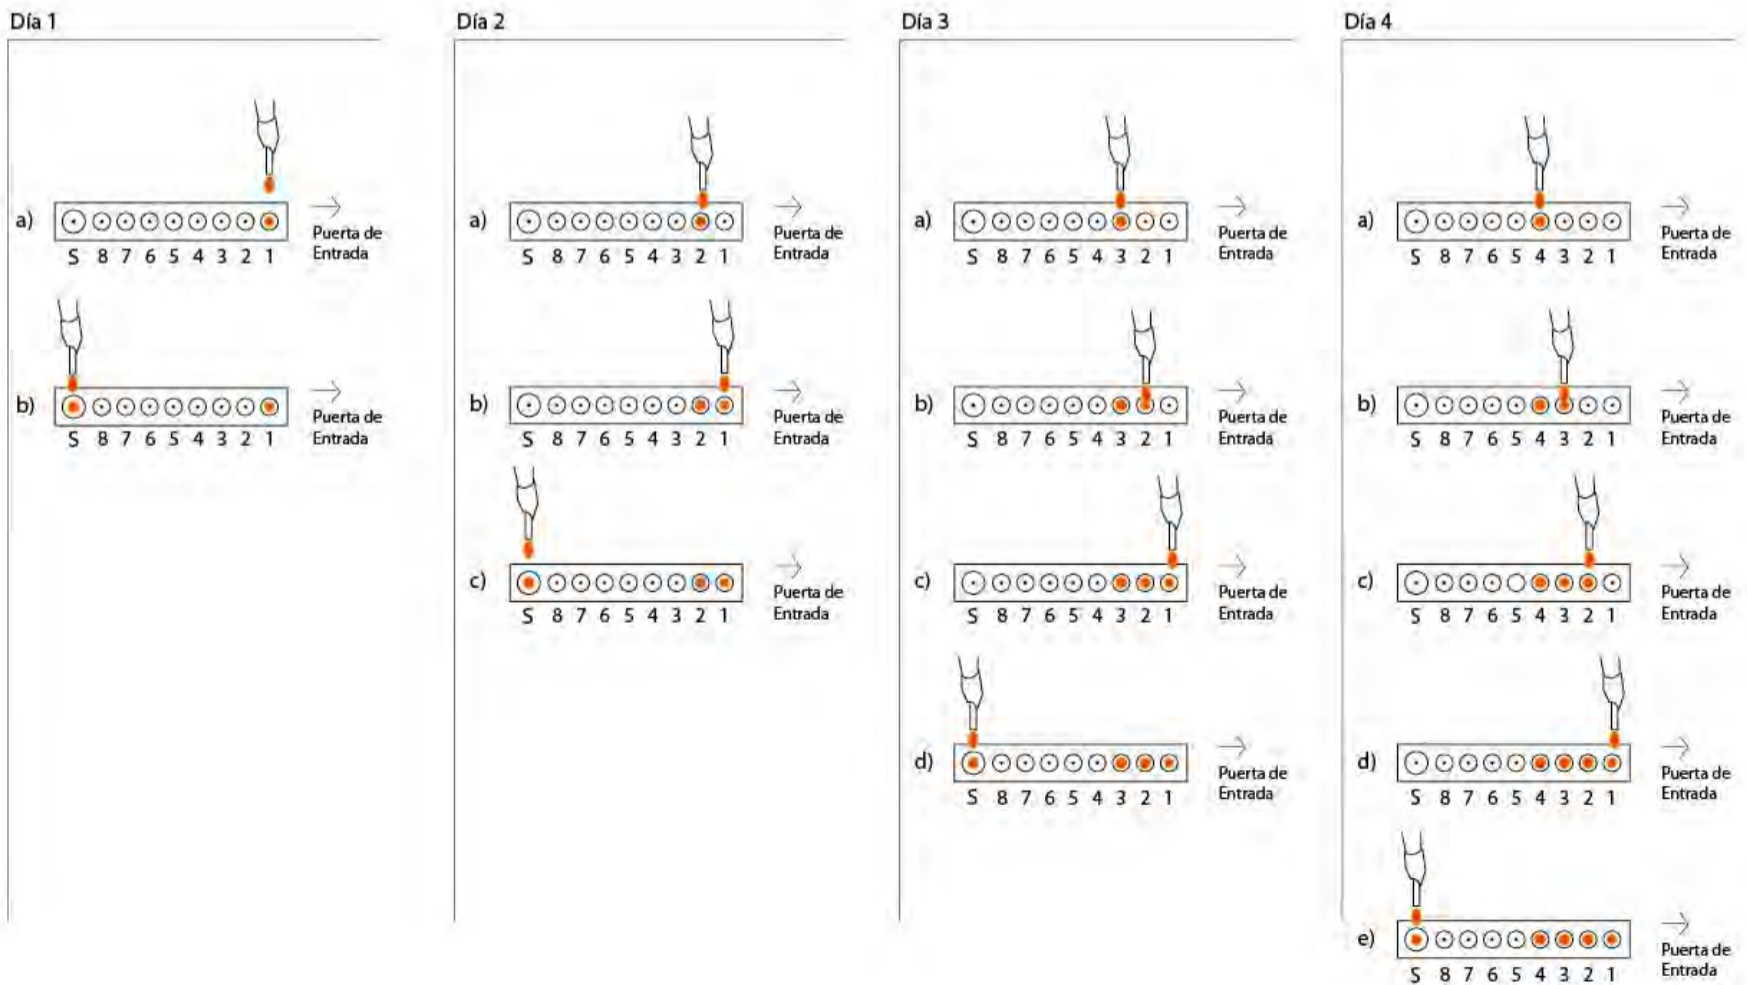 Día 1
a)
Puerta de
Entrada
S 8 7 6 5 4 3 2 1
b)
Puerta de
Entrada
S 8 7 6 5 4 3 2 1
Día 2
a)
Puerta de
Entrada
S 8 7 6 5 4 3 2 1
b)
Puerta de
Entrada
S 8 7 6 5 4 3 2 1
c)
Puerta de
Entrada
S 8 7 6 5 4 3 2 1
Día 3
a)
Puerta de
Entrada
S 8 7 6 5 4 3 2 1
b)
Puerta de
Entrada
S 8 7 6 5 4 3 2 1
c)
Puerta de
Entrada
S 8 7 6 5 4 3 2 1
d)
Puerta de
Entrada
S 8 7 6 5 4 3 2 1
Día 4
a)
Puerta de
Entrada
S 8 7 6 5 4 3 2 1
b)
Puerta de
Entrada
S 8 7 6 5 4 3 2 1
c)
Puerta de
Entrada
S 8 7 6 5 4 3 2 1
d)
Puerta de
Entrada
S 8 7 6 5 4 3 2 1
e)
Puerta de
Entrada
S 8 7 6 5 4 3 2 1